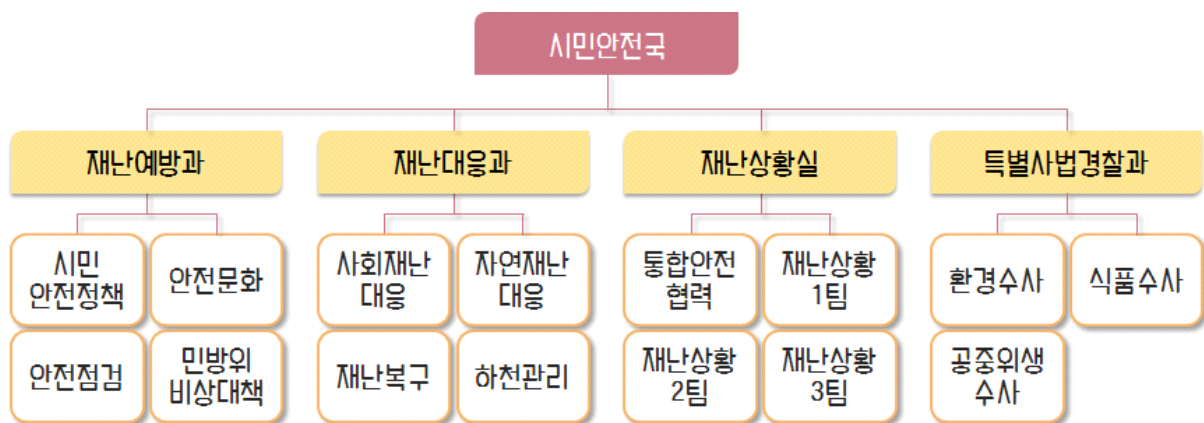 시민안전국
재난예방과
재난대응과
재난상황실
특별사법경찰과
시민
안전정책
안전문화
안전점검
민방위
비상대책
사회재난
대응
자연재난
대응
재난복구
하천관리
통합안전
협력
재난상황
1팀
재난상황
2팀
재난상황
3팀
환경수사
식품수사
공중위생
수사